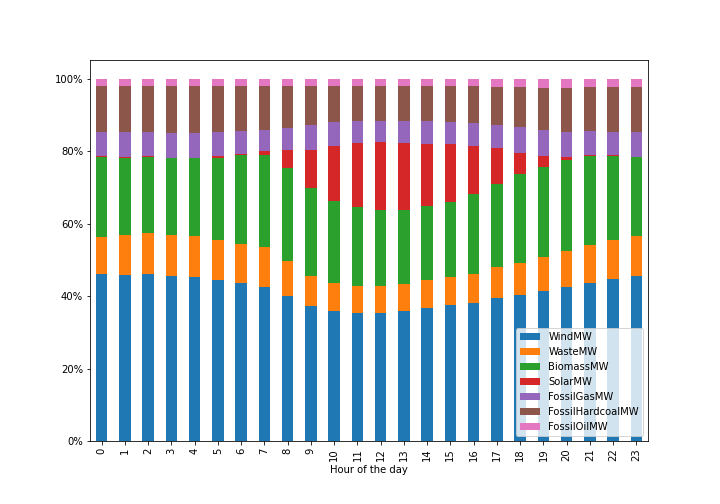 100%
80%
60%
40%
20%
0%
WindMW
WasteMW
BiomassMW
SolarMW
FossilGasMW
FossilHardcoalMW
FossilOilMW
0 1 2 3 4 5 6 7 8 9 10 11 12 13 14 15 16 17 18 19 20 21 22 23
Hour of the day